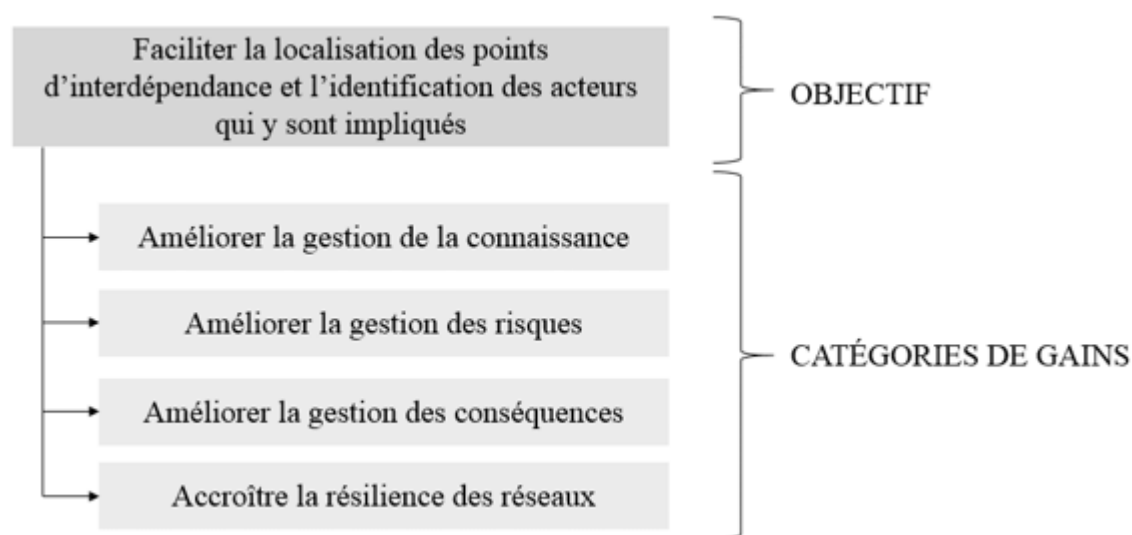 Faciliter la localisation des points
d'interdépendance et l'identification des acteurs
qui y sont impliqués
OBJECTIF
Améliorer la gestion de la connaissance
Améliorer la gestion des risques
Améliorer la gestion des conséquences
Accroître la résilience des réseaux
CATÉGORIES DE GAINS